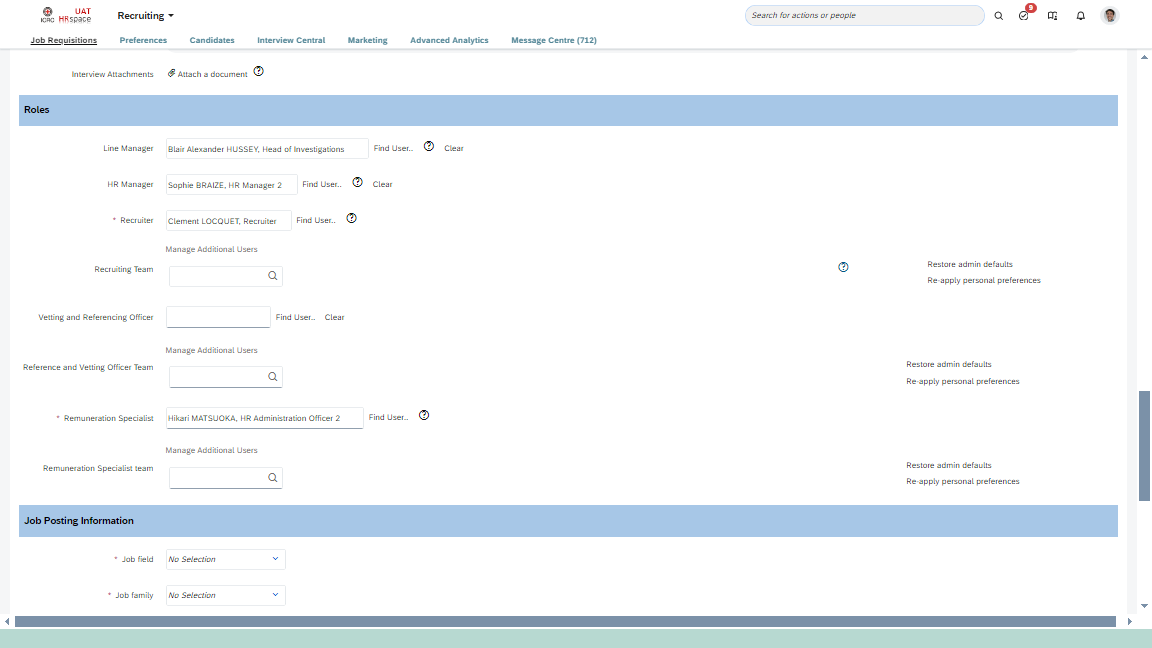 ICRC
UAT
HRspace
Recruiting
Search for actions or people
9
Job Requisitions
Preferences
Candidates
Interview Central
Marketing
Advanced Analytics
Message Centre (712)
Interview Attachments
Attach a document
Roles
Line Manager
Blair Alexander HUSSEY, Head of Investigations
Find User..
Clear
HR Manager
Sophie BRAIZE, HR Manager 2
Find User..
Clear
* Recruiter
Clement LOCQUET, Recruiter
Find User..
Manage Additional Users
Recruiting Team
Restore admin defaults
Re-apply personal preferences
Vetting and Referencing Officer
Find User..
Clear
Manage Additional Users
Reference and Vetting Officer Team
Restore admin defaults
Re-apply personal preferences
* Remuneration Specialist
Hikari MATSUOKA, HR Administration Officer 2
Find User..
Manage Additional Users
Remuneration Specialist team
Restore admin defaults
Re-apply personal preferences
Job Posting Information
* Job field
No Selection
* Job family
No Selection